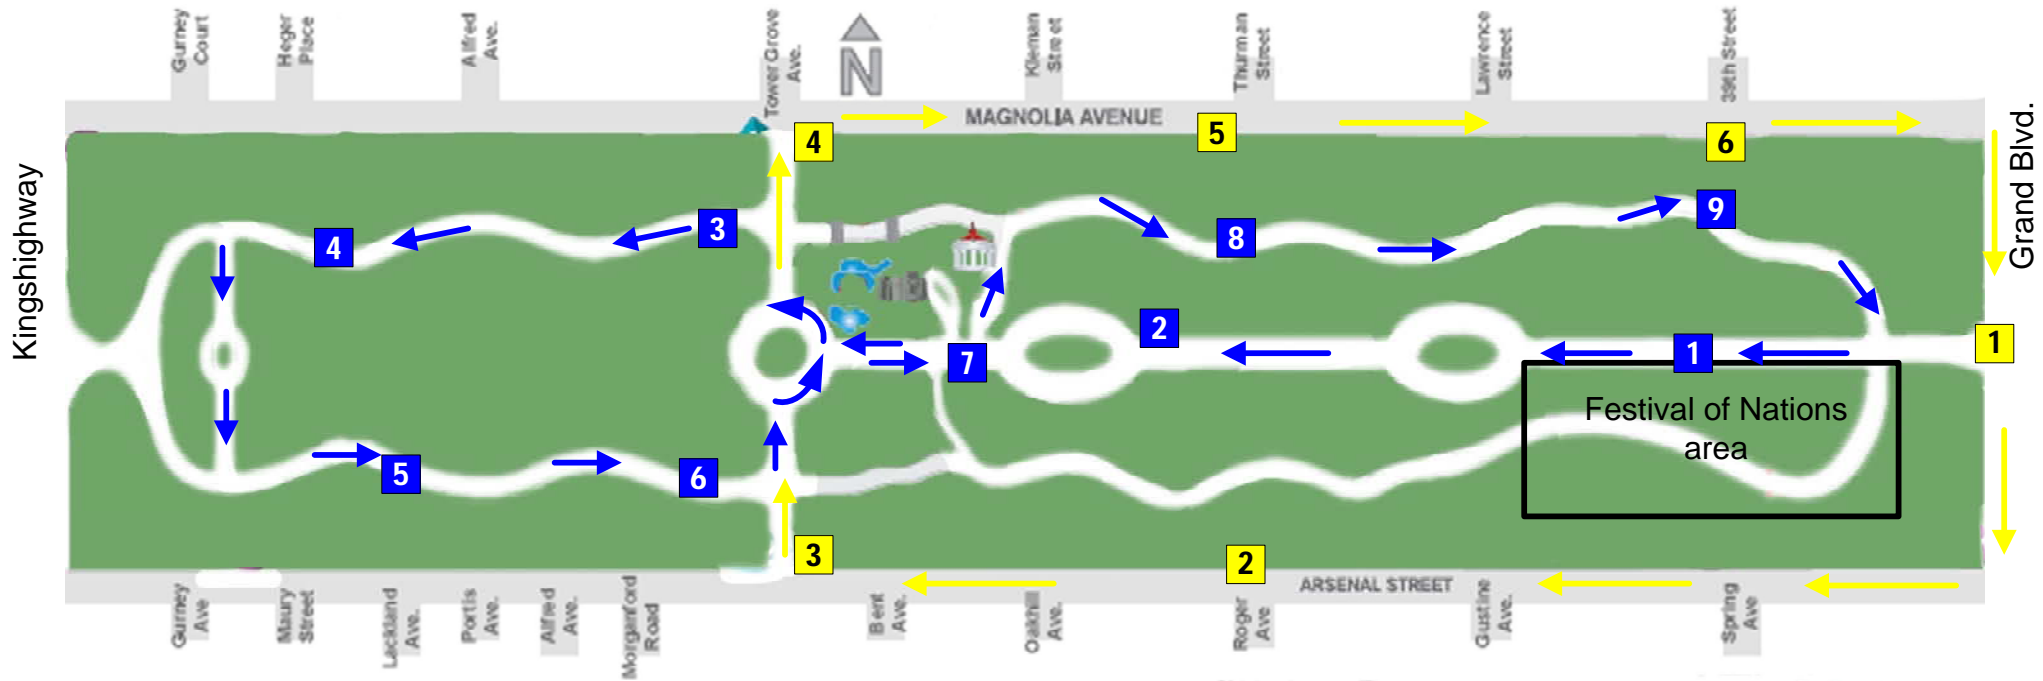 Gurney
Court
Heger
Place
Alfred
Ave.
Tower Grove
Ave.
N
Kleman
Street
Thurman
Street
Lawrence
Street
39th Street
MAGNOLIA AVENUE
Kingshighway
Grand Blvd.
4
5
6
3
4
8
9
2
1
1
7
Festival of Nations
area
5
6
3
2
ARSENAL STREET
Gurney
Ave
Maury
Street
Lackland
Ave.
Portis
Ave.
Alfred
Ave.
Morganford
Road
Bent
Ave.
Oakhill
Ave.
Roger
Ave
Gustine
Ave.
Spring
Ave